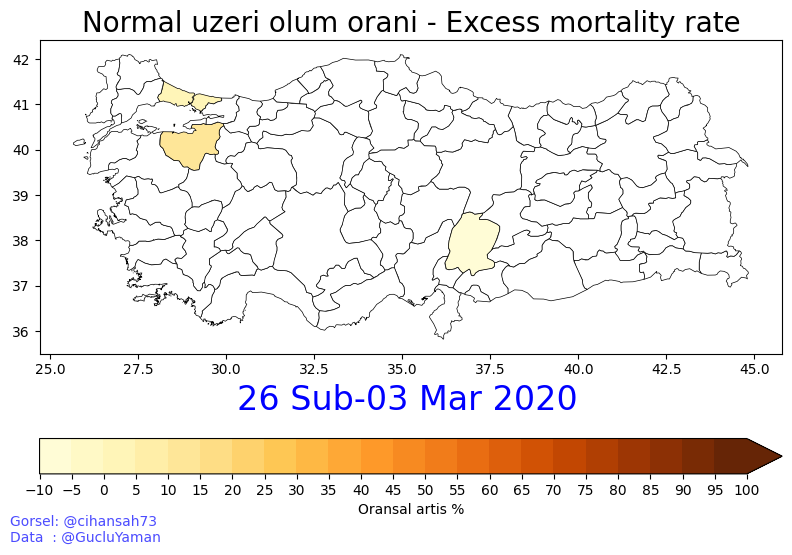 Normal uzeri olum orani - Excess mortality rate
42
41
40
39
38
37
36
25.0 27.5 30.0 32.5 35.0 37.5 40.0 42.5 45.0
26 Sub-03 Mar 2020
−10 −5 0 5 10 15 20 25 30 35 40 45 50 55 60 65 70 75 80 85 90 95 100
Oransal artis %
Gorsel: @cihansah73
Data : @GucluYaman